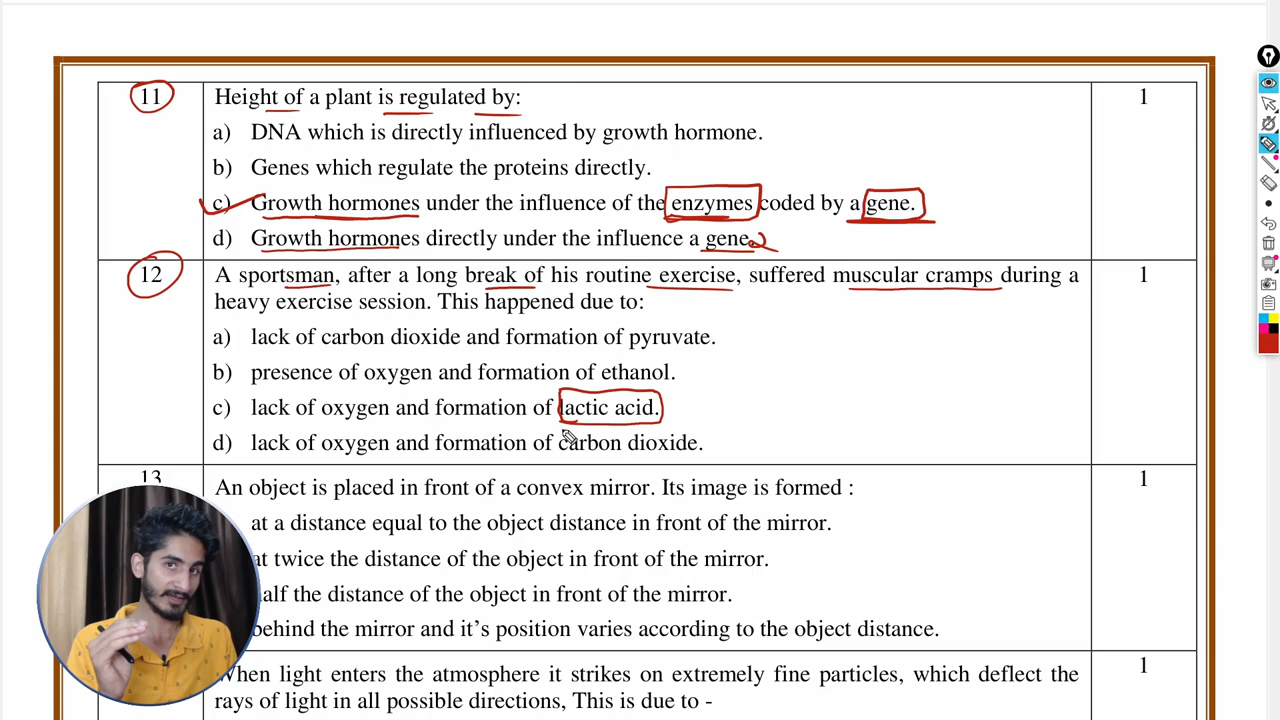 11
Height of a plant is regulated by:
1
a) DNA which is directly influenced by growth hormone.
b) Genes which regulate the proteins directly.
c) Growth hormones under the influence of the enzymes coded by a gene.
d) Growth hormones directly under the influence a gene
12
A sportsman, after a long break of his routine exercise, suffered muscular cramps during a
1
heavy exercise session. This happened due to:
a) lack of carbon dioxide and formation of pyruvate.
b) presence of oxygen and formation of ethanol.
c) lack of oxygen and formation of lactic acid.
d) lack of oxygen and formation of carbon dioxide.
13
An object is placed in front of a convex mirror. Its image is formed :
1
at a distance equal to the object distance in front of the mirror.
at twice the distance of the object in front of the mirror.
half the distance of the object in front of the mirror.
behind the mirror and it's position varies according to the object distance.
When light enters the atmosphere it strikes on extremely fine particles, which deflect the
1
rays of light in all possible directions, This is due to -